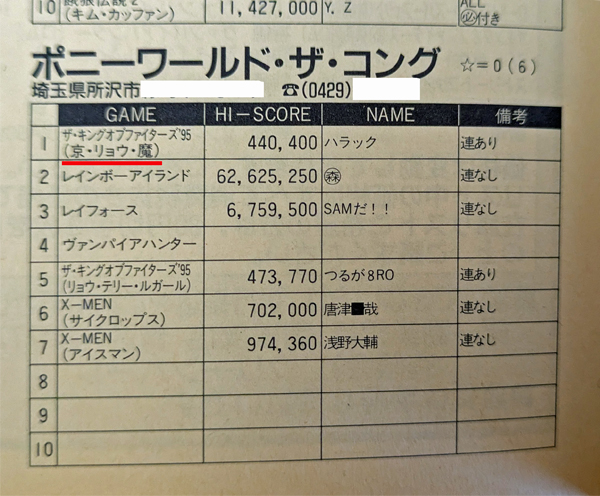 10 餓狼伝説2
(キム・カッファン) 11,427,000 Y. Z ALL
㊙付き
ポニーワールド・ザ・コング ☆=0(6)
埼玉県所沢市 ☎(0429)
GAME HI-SCORE NAME 備考
1 ザ・キングオブファイターズ'95
(京・リョウ・魔) 440,400 ハラック 連あり
2 レインボーアイランド 62,625,250 ㊝ 連なし
3 レイフォース 6,759,500 SAMだ!! 連なし
4 ヴァンパイアハンター
5 ザ・キングオブファイターズ'95
(リョウ・テリー・ルガール) 473,770 つるが8RO 連あり
6 X-MEN
(サイクロップス) 702,000 唐津■哉 連なし
7 X-MEN
(アイスマン) 974,360 浅野大輔 連なし
8
9
10